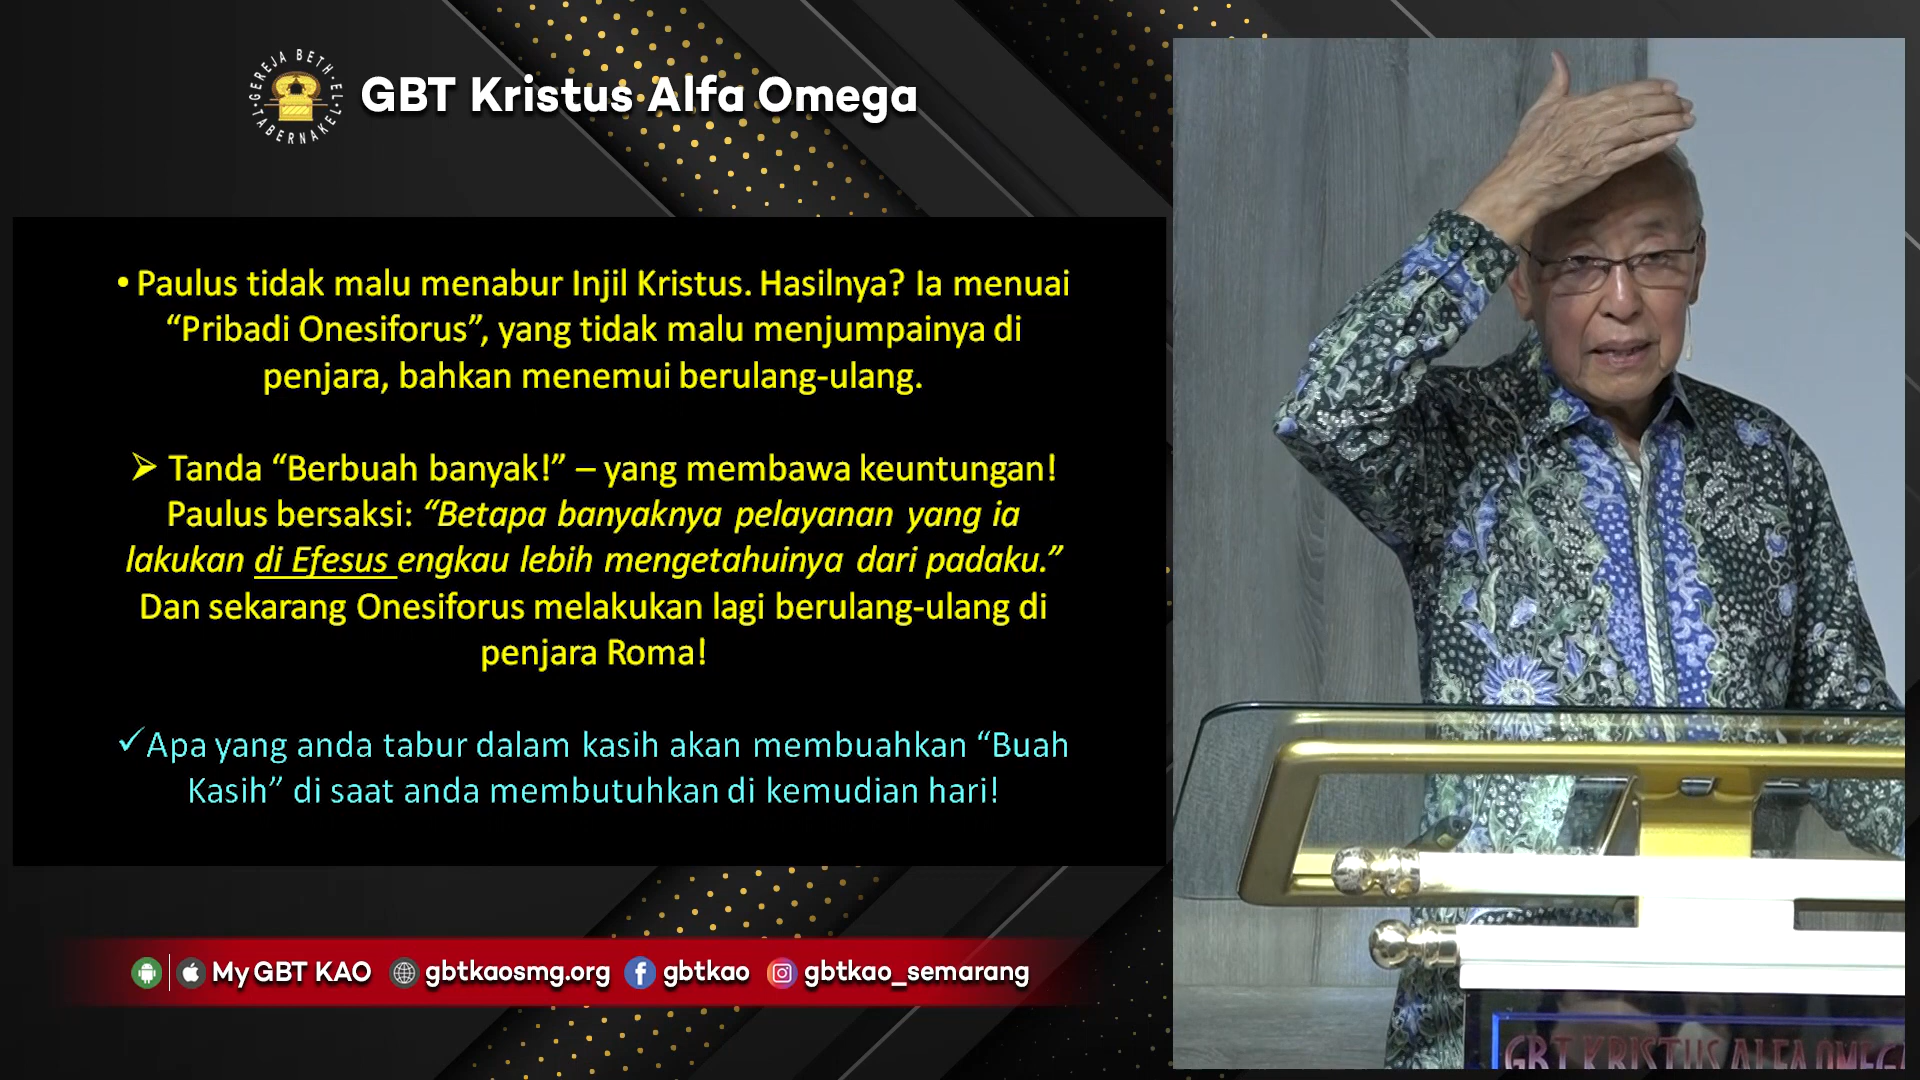 GEREJA BETH-EL
TABERNAKEL
GBT Kristus Alfa Omega
• Paulus tidak malu menabur Injil Kristus. Hasilnya? Ia menuai
“Pribadi Onesiforus”, yang tidak malu menjumpainya di
penjara, bahkan menemui berulang-ulang.
➢ Tanda “Berbuah banyak!” – yang membawa keuntungan!
Paulus bersaksi: “Betapa banyaknya pelayanan yang ia
lakukan di Efesus engkau lebih mengetahuinya dari padaku.”
Dan sekarang Onesiforus melakukan lagi berulang-ulang di
penjara Roma!
✓Apa yang anda tabur dalam kasih akan membuahkan “Buah
Kasih” di saat anda membutuhkan di kemudian hari!
My GBT KAO gbtkaosmg.org gbtkao gbtkao_semarang
GBT KRISTUS ALFA OMEG